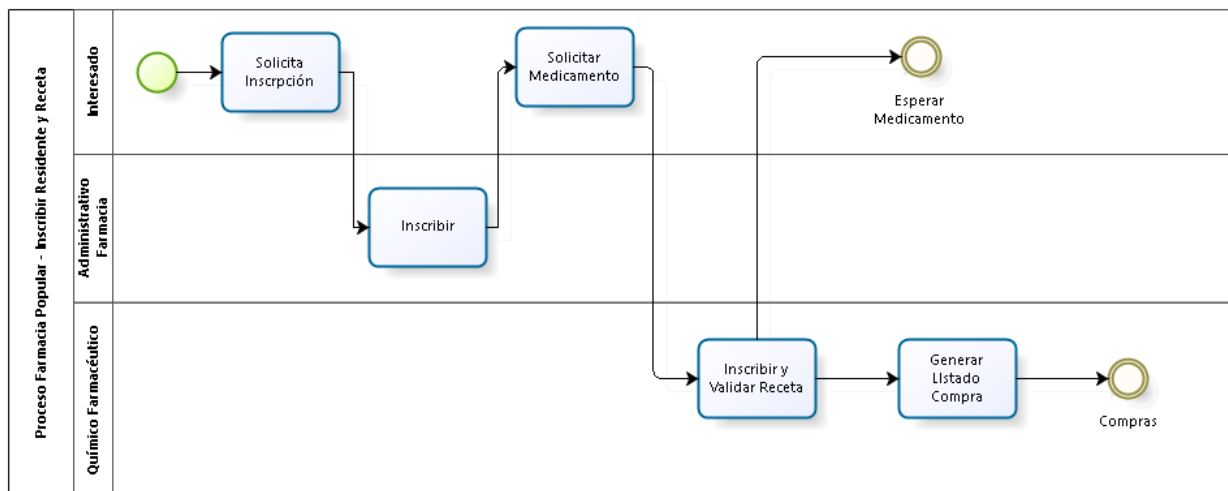 Proceso Farmacia Popular - Inscribir Residente y Receta
Interesado
Solicita
Inscrpción
Solicitar
Medicamento
Esperar
Medicamento
Administrativo
Farmacia
Inscribir
Químico Farmacéutico
Inscribir y
Validar Receta
Generar
LIstado
Compra
Compras